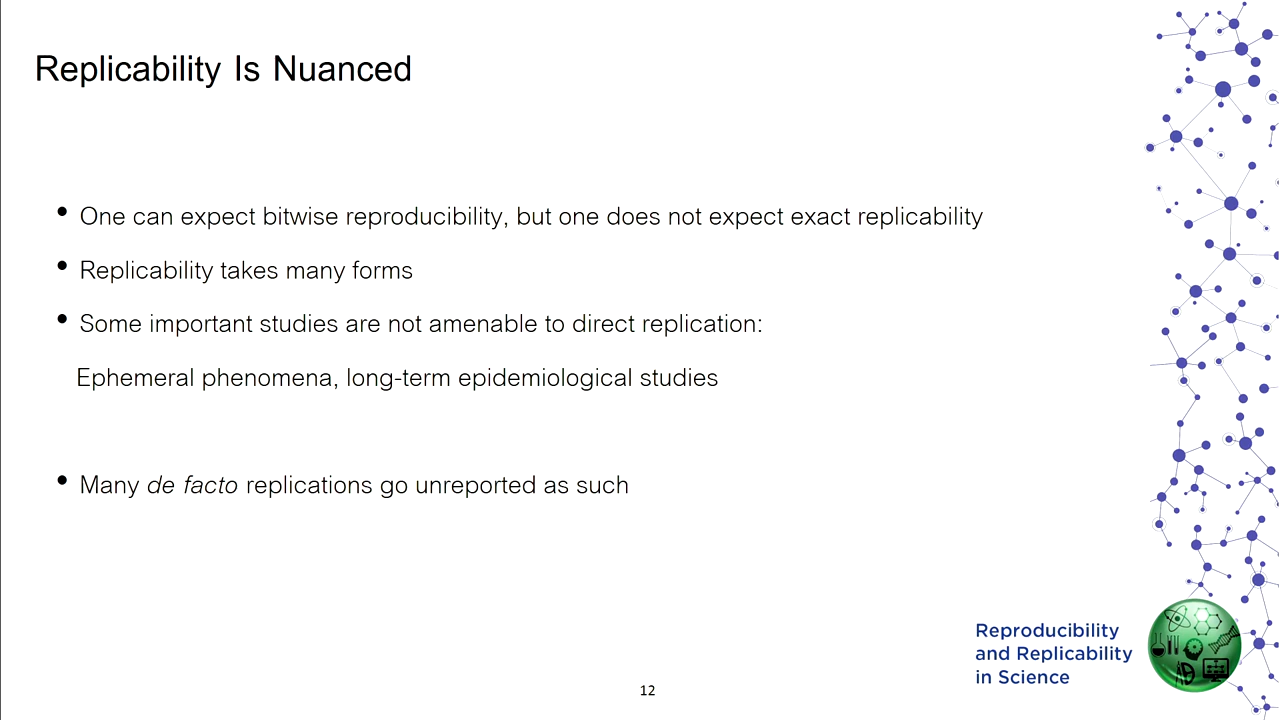 Replicability Is Nuanced
• One can expect bitwise reproducibility, but one does not expect exact replicability
• Replicability takes many forms
• Some important studies are not amenable to direct replication:
Ephemeral phenomena, long-term epidemiological studies
• Many de facto replications go unreported as such
Reproducibility
and Replicability
in Science
12